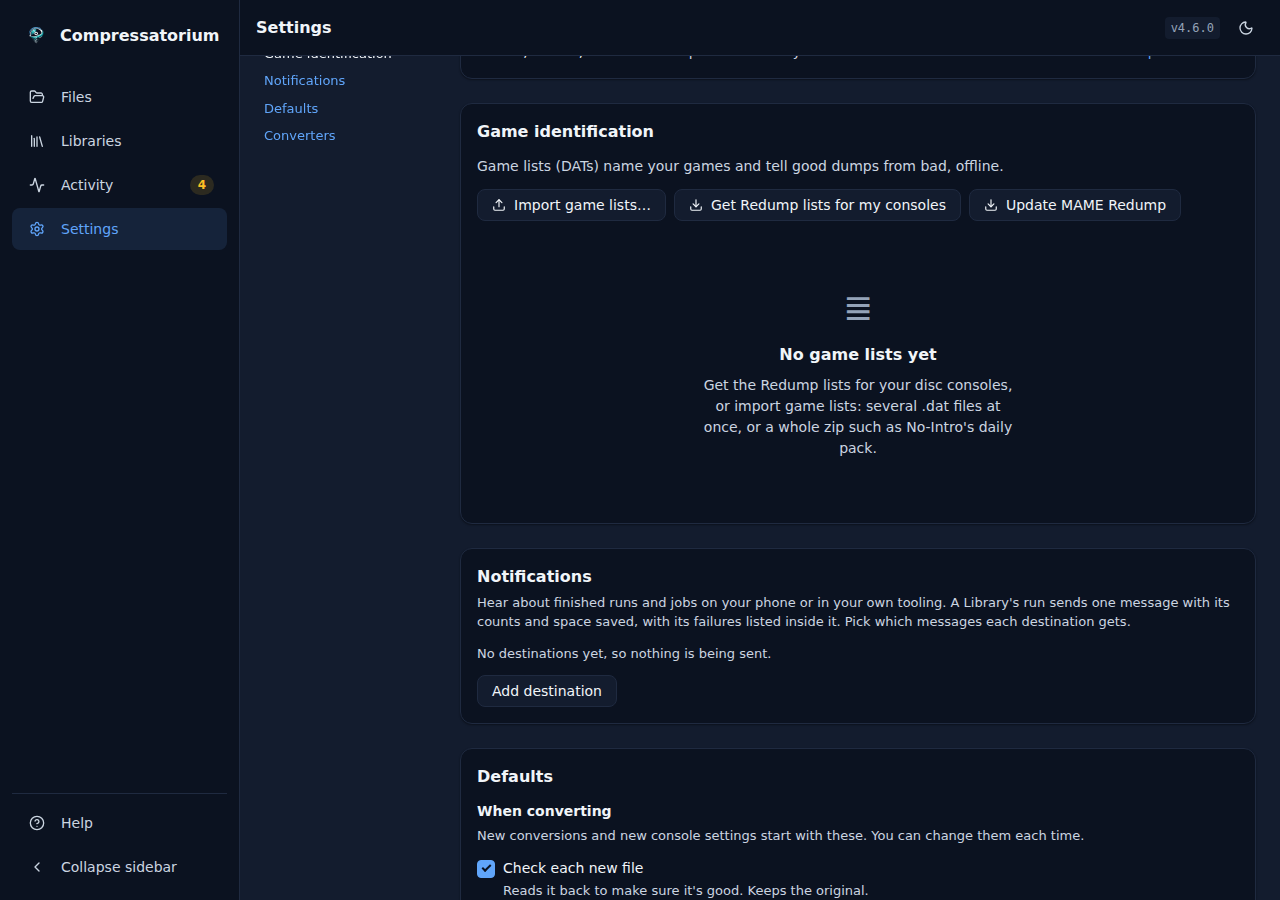 Compressatorium
Files
Libraries
Activity
4
Settings
Help
Collapse sidebar
Settings
v4.6.0
Notifications
Defaults
Converters
Game identification
Game lists (DATs) name your games and tell good dumps from bad, offline.
Import game lists…
Get Redump lists for my consoles
Update MAME Redump
No game lists yet
Get the Redump lists for your disc consoles,
or import game lists: several .dat files at
once, or a whole zip such as No-Intro's daily
pack.
Notifications
Hear about finished runs and jobs on your phone or in your own tooling. A Library's run sends one message with its
counts and space saved, with its failures listed inside it. Pick which messages each destination gets.
No destinations yet, so nothing is being sent.
Add destination
Defaults
When converting
New conversions and new console settings start with these. You can change them each time.
Check each new file
Reads it back to make sure it's good. Keeps the original.